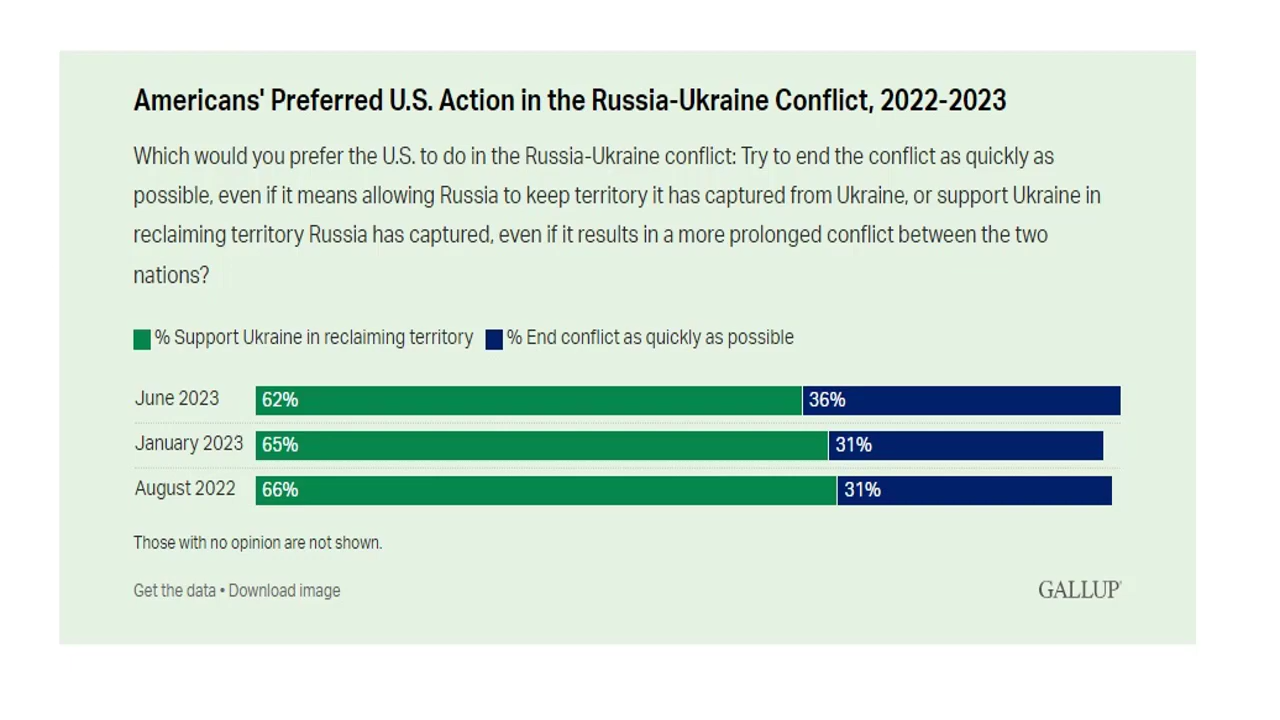 Americans' Preferred U.S. Action in the Russia-Ukraine Conflict, 2022-2023
Which would you prefer the U.S. to do in the Russia-Ukraine conflict: Try to end the conflict as quickly as
possible, even if it means allowing Russia to keep territory it has captured from Ukraine, or support Ukraine in
reclaiming territory Russia has captured, even if it results in a more prolonged conflict between the two
nations?
% Support Ukraine in reclaiming territory % End conflict as quickly as possible
June 2023 62% 36%
January 2023 65% 31%
August 2022 66% 31%
Those with no opinion are not shown.
Get the data • Download image GALLUP